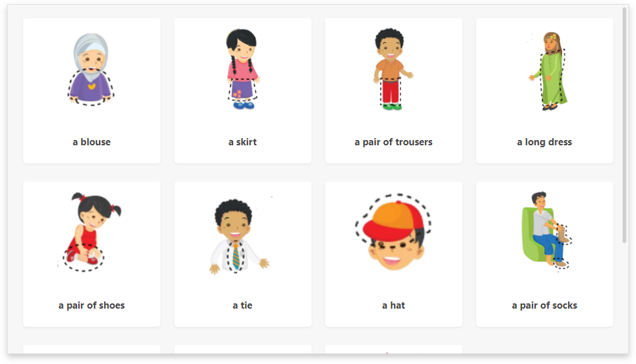 a blouse
a skirt
a pair of trousers
a long dress
a pair of shoes
a tie
a hat
a pair of socks